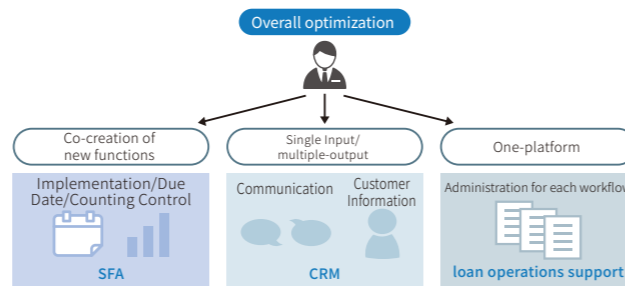 Overall optimization
Co-creation of
new functions
Single Input/
multiple-output
One-platform
Implementation/Due
Date/Counting Control
SFA
Communication
Customer
Information
CRM
Administration for each workflow
loan operations support